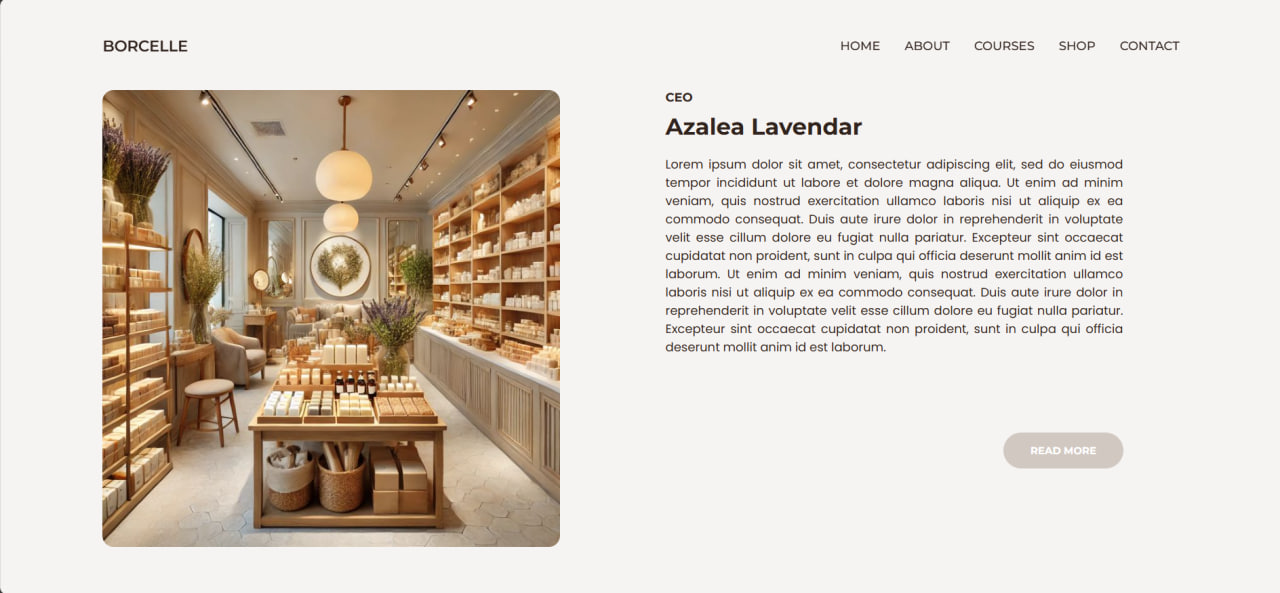 BORCELLE
HOME ABOUT COURSES SHOP CONTACT
CEO
Azalea Lavendar
Lorem ipsum dolor sit amet, consectetur adipiscing elit, sed do eiusmod
tempor incididunt ut labore et dolore magna aliqua. Ut enim ad minim
veniam, quis nostrud exercitation ullamco laboris nisi ut aliquip ex ea
commodo consequat. Duis aute irure dolor in reprehenderit in voluptate
velit esse cillum dolore eu fugiat nulla pariatur. Excepteur sint occaecat
cupidatat non proident, sunt in culpa qui officia deserunt mollit anim id est
laborum. Ut enim ad minim veniam, quis nostrud exercitation ullamco
laboris nisi ut aliquip ex ea commodo consequat. Duis aute irure dolor in
reprehenderit in voluptate velit esse cillum dolore eu fugiat nulla pariatur.
Excepteur sint occaecat cupidatat non proident, sunt in culpa qui officia
deserunt mollit anim id est laborum.
READ MORE